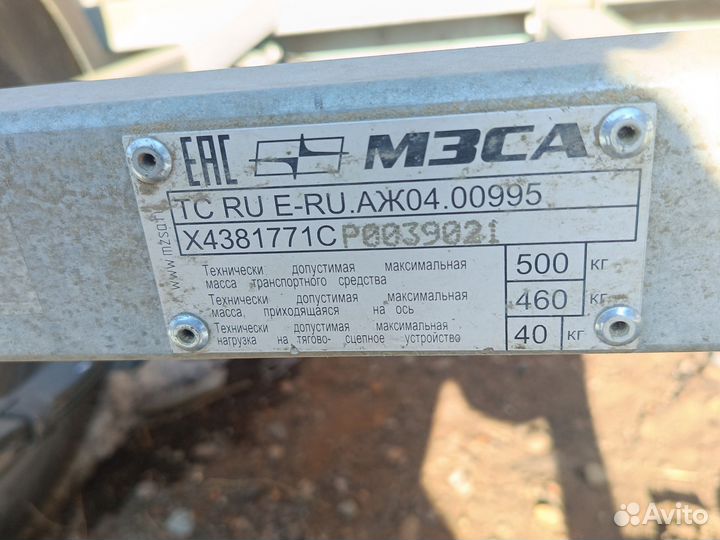 EAC МЗСА
ТС RU E-RU.АЖ04.00995
X4381771CP0039021
www.mzsa.ru
Технически допустимая максимальная
масса транспортного средства
500 кг
Технически допустимая максимальная
масса, приходящаяся на ось
460 кг
Технически допустимая максимальная
нагрузка на тягово- сцепное устройство
40 кг
Avito